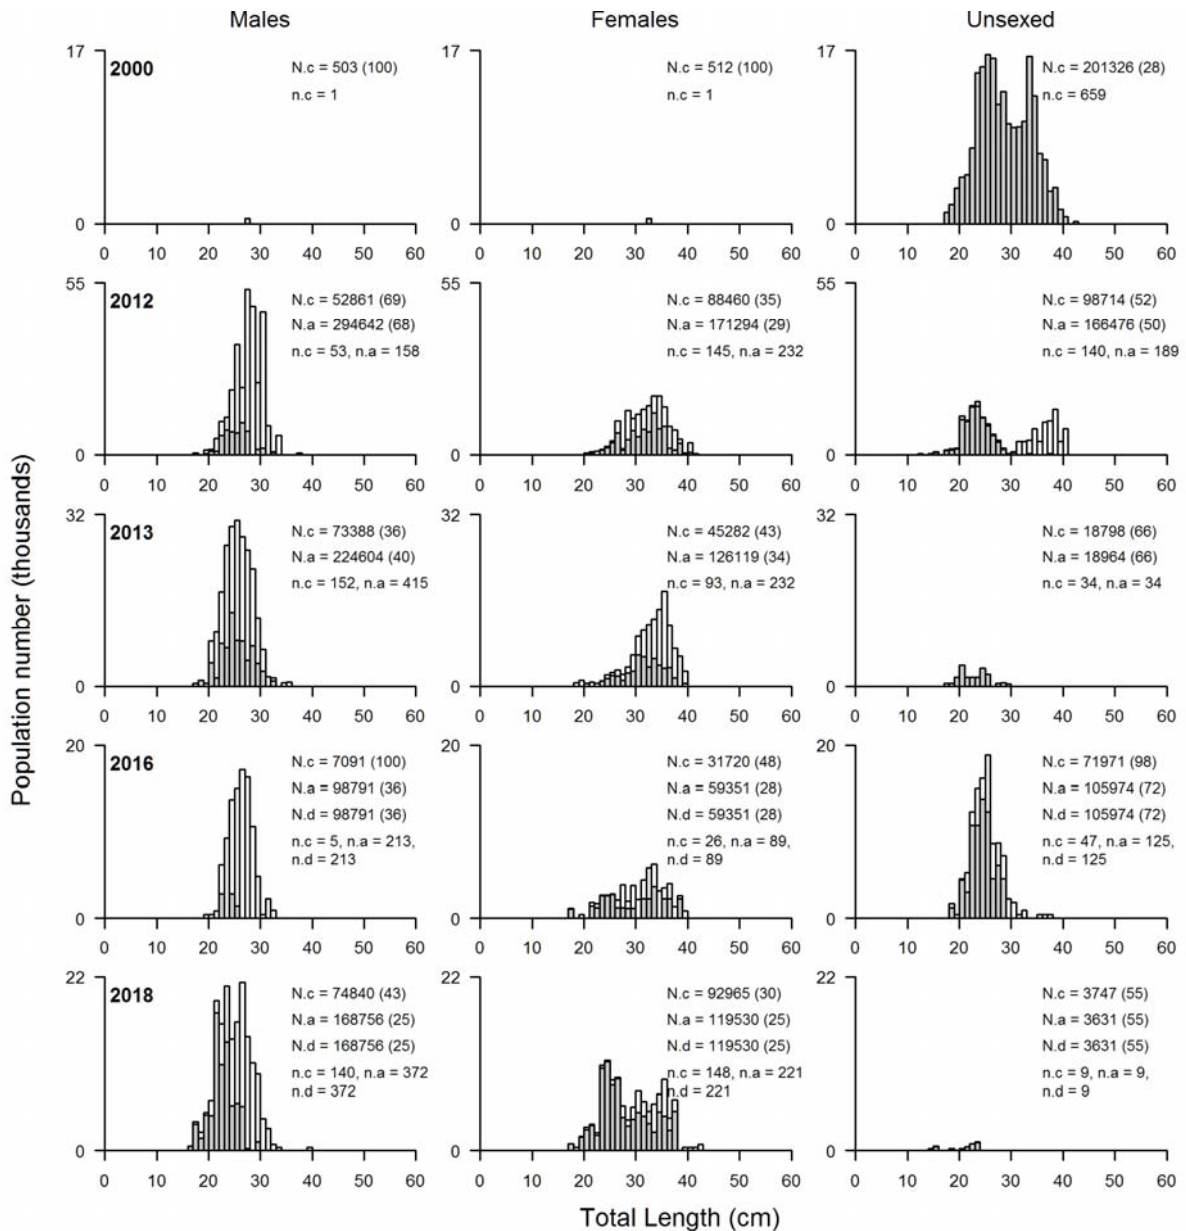 Males
Females
Unsexed
Population number (thousands)
17
2000
N.c = 503 (100)
n.c = 1
0
0 10 20 30 40 50 60
N.c = 512 (100)
n.c = 1
0 10 20 30 40 50 60
17
N.c = 201326 (28)
n.c = 659
0
0 10 20 30 40 50 60
55
2012
N.c = 52861 (69)
N.a = 294642 (68)
n.c = 53, n.a = 158
0
0 10 20 30 40 50 60
N.c = 88460 (35)
N.a = 171294 (29)
n.c = 145, n.a = 232
0 10 20 30 40 50 60
55
N.c = 98714 (52)
N.a = 166476 (50)
n.c = 140, n.a = 189
0
0 10 20 30 40 50 60
32
2013
N.c = 73388 (36)
N.a = 224604 (40)
n.c = 152, n.a = 415
0
0 10 20 30 40 50 60
N.c = 45282 (43)
N.a = 126119 (34)
n.c = 93, n.a = 232
0 10 20 30 40 50 60
32
N.c = 18798 (66)
N.a = 18964 (66)
n.c = 34, n.a = 34
0
0 10 20 30 40 50 60
20
2016
N.c = 7091 (100)
N.a = 98791 (36)
N.d = 98791 (36)
n.c = 5, n.a = 213,
n.d = 213
0
0 10 20 30 40 50 60
N.c = 31720 (48)
N.a = 59351 (28)
N.d = 59351 (28)
n.c = 26, n.a = 89,
n.d = 89
0 10 20 30 40 50 60
20
N.c = 71971 (98)
N.a = 105974 (72)
N.d = 105974 (72)
n.c = 47, n.a = 125,
n.d = 125
0
0 10 20 30 40 50 60
22
2018
N.c = 74840 (43)
N.a = 168756 (25)
N.d = 168756 (25)
n.c = 140, n.a = 372
n.d = 372
0
0 10 20 30 40 50 60
N.c = 92965 (30)
N.a = 119530 (25)
N.d = 119530 (25)
n.c = 148, n.a = 221
n.d = 221
0 10 20 30 40 50 60
22
N.c = 3747 (55)
N.a = 3631 (55)
N.d = 3631 (55)
n.c = 9, n.a = 9,
n.d = 9
0
0 10 20 30 40 50 60
Total Length (cm)